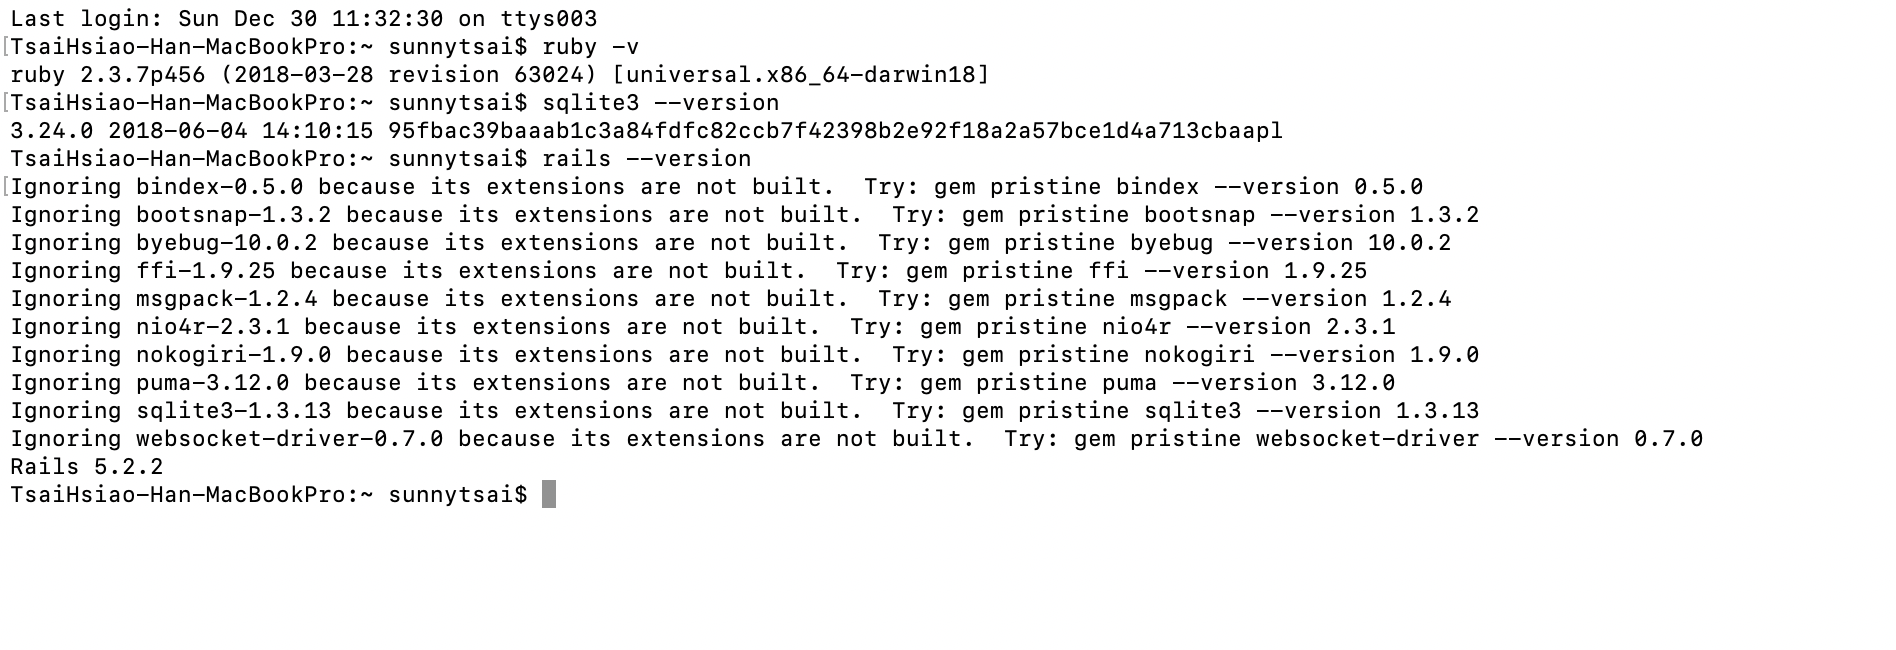 Last login: Sun Dec 30 11:32:30 on ttys003
[TsaiHsiao-Han-MacBookPro:~ sunnytsai$ ruby -v
ruby 2.3.7p456 (2018-03-28 revision 63024) [universal.x86_64-darwin18]
[TsaiHsiao-Han-MacBookPro:~ sunnytsai$ sqlite3 --version
3.24.0 2018-06-04 14:10:15 95fbac39baaab1c3a84fdfc82ccb7f42398b2e92f18a2a57bce1d4a713cbaapl
TsaiHsiao-Han-MacBookPro:~ sunnytsai$ rails --version
[Ignoring bindex-0.5.0 because its extensions are not built.  Try: gem pristine bindex --version 0.5.0
Ignoring bootsnap-1.3.2 because its extensions are not built.  Try: gem pristine bootsnap --version 1.3.2
Ignoring byebug-10.0.2 because its extensions are not built.  Try: gem pristine byebug --version 10.0.2
Ignoring ffi-1.9.25 because its extensions are not built.  Try: gem pristine ffi --version 1.9.25
Ignoring msgpack-1.2.4 because its extensions are not built.  Try: gem pristine msgpack --version 1.2.4
Ignoring nio4r-2.3.1 because its extensions are not built.  Try: gem pristine nio4r --version 2.3.1
Ignoring nokogiri-1.9.0 because its extensions are not built.  Try: gem pristine nokogiri --version 1.9.0
Ignoring puma-3.12.0 because its extensions are not built.  Try: gem pristine puma --version 3.12.0
Ignoring sqlite3-1.3.13 because its extensions are not built.  Try: gem pristine sqlite3 --version 1.3.13
Ignoring websocket-driver-0.7.0 because its extensions are not built.  Try: gem pristine websocket-driver --version 0.7.0
Rails 5.2.2
TsaiHsiao-Han-MacBookPro:~ sunnytsai$